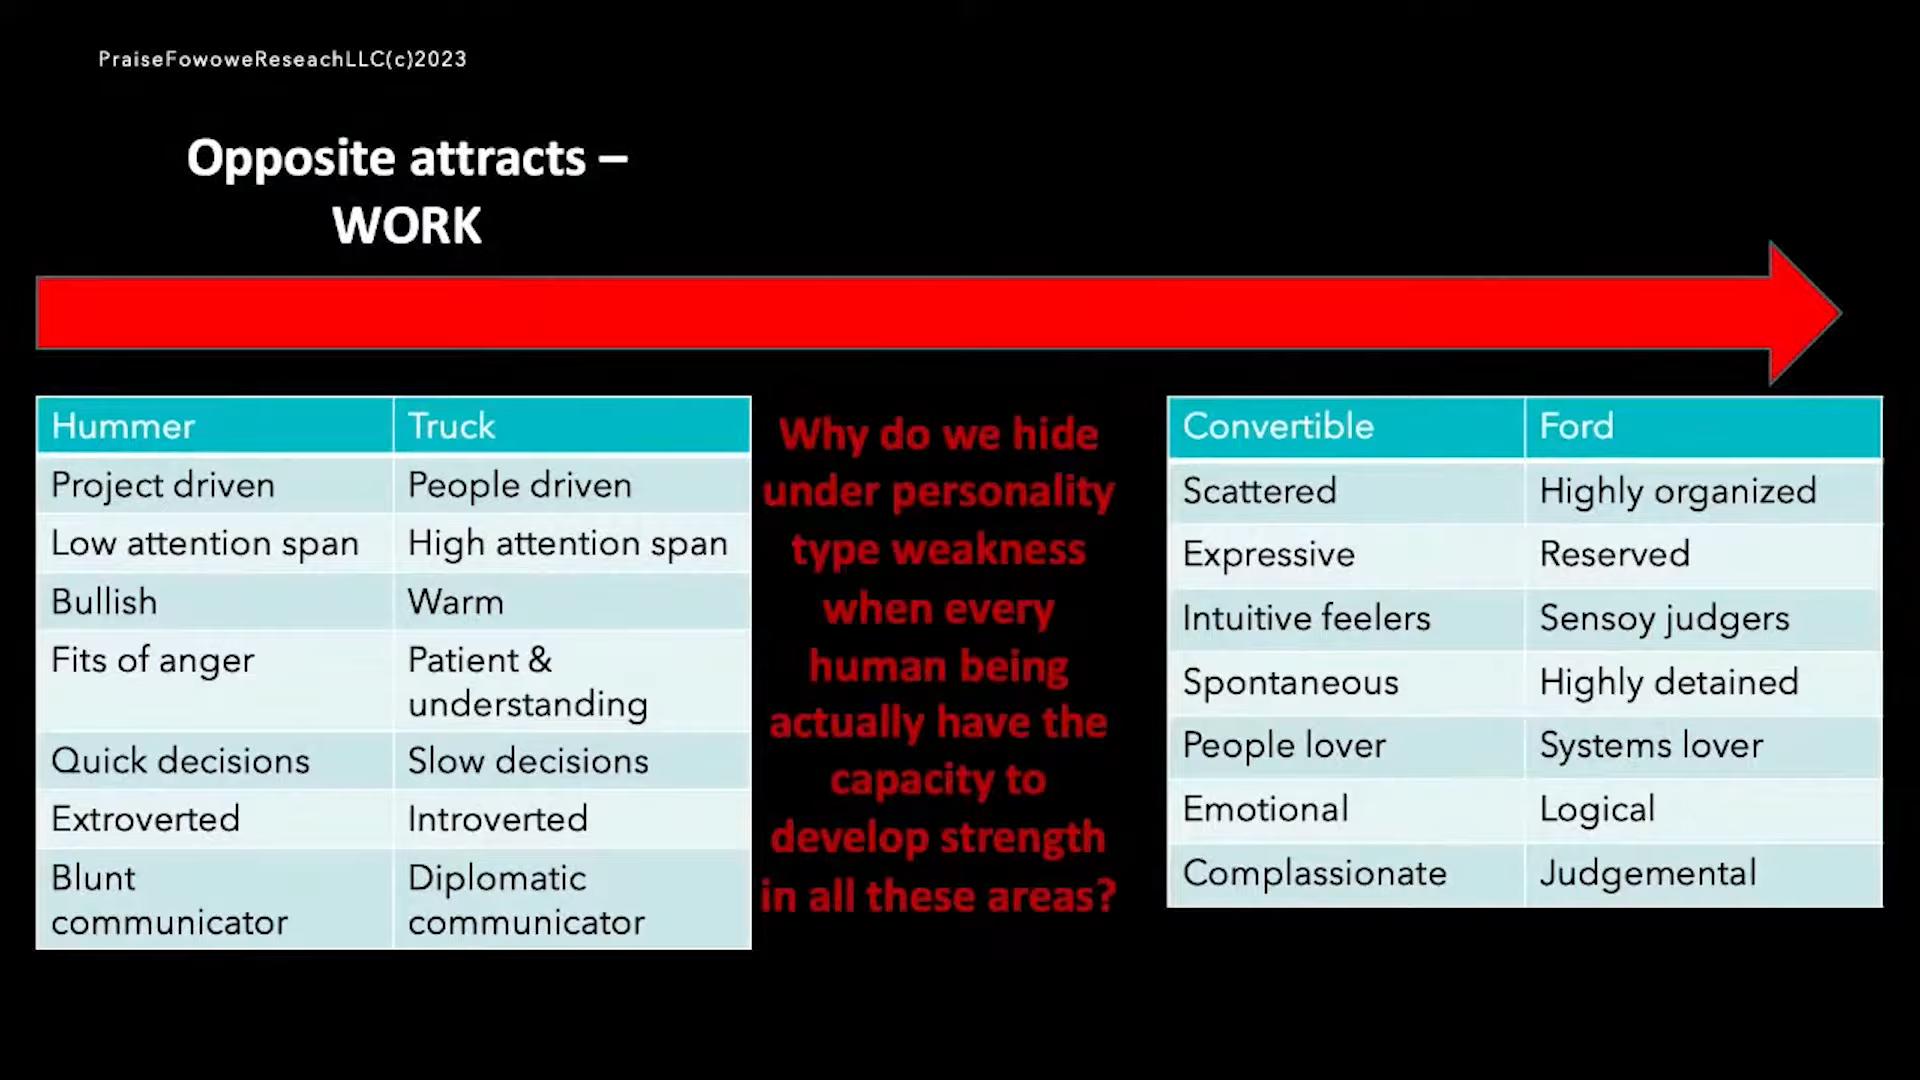 PraiseFowoweReseachLLC(c)2023
Opposite attracts –
WORK
Hummer Truck
Project driven People driven
Low attention span High attention span
Bullish Warm
Fits of anger Patient &
understanding
Quick decisions Slow decisions
Extroverted Introverted
Blunt Diplomatic
communicator communicator
Why do we hide
under personality
type weakness
when every
human being
actually have the
capacity to
develop strength
in all these areas?
Convertible Ford
Scattered Highly organized
Expressive Reserved
Intuitive feelers Sensoy judgers
Spontaneous Highly detained
People lover Systems lover
Emotional Logical
Complassionate Judgemental